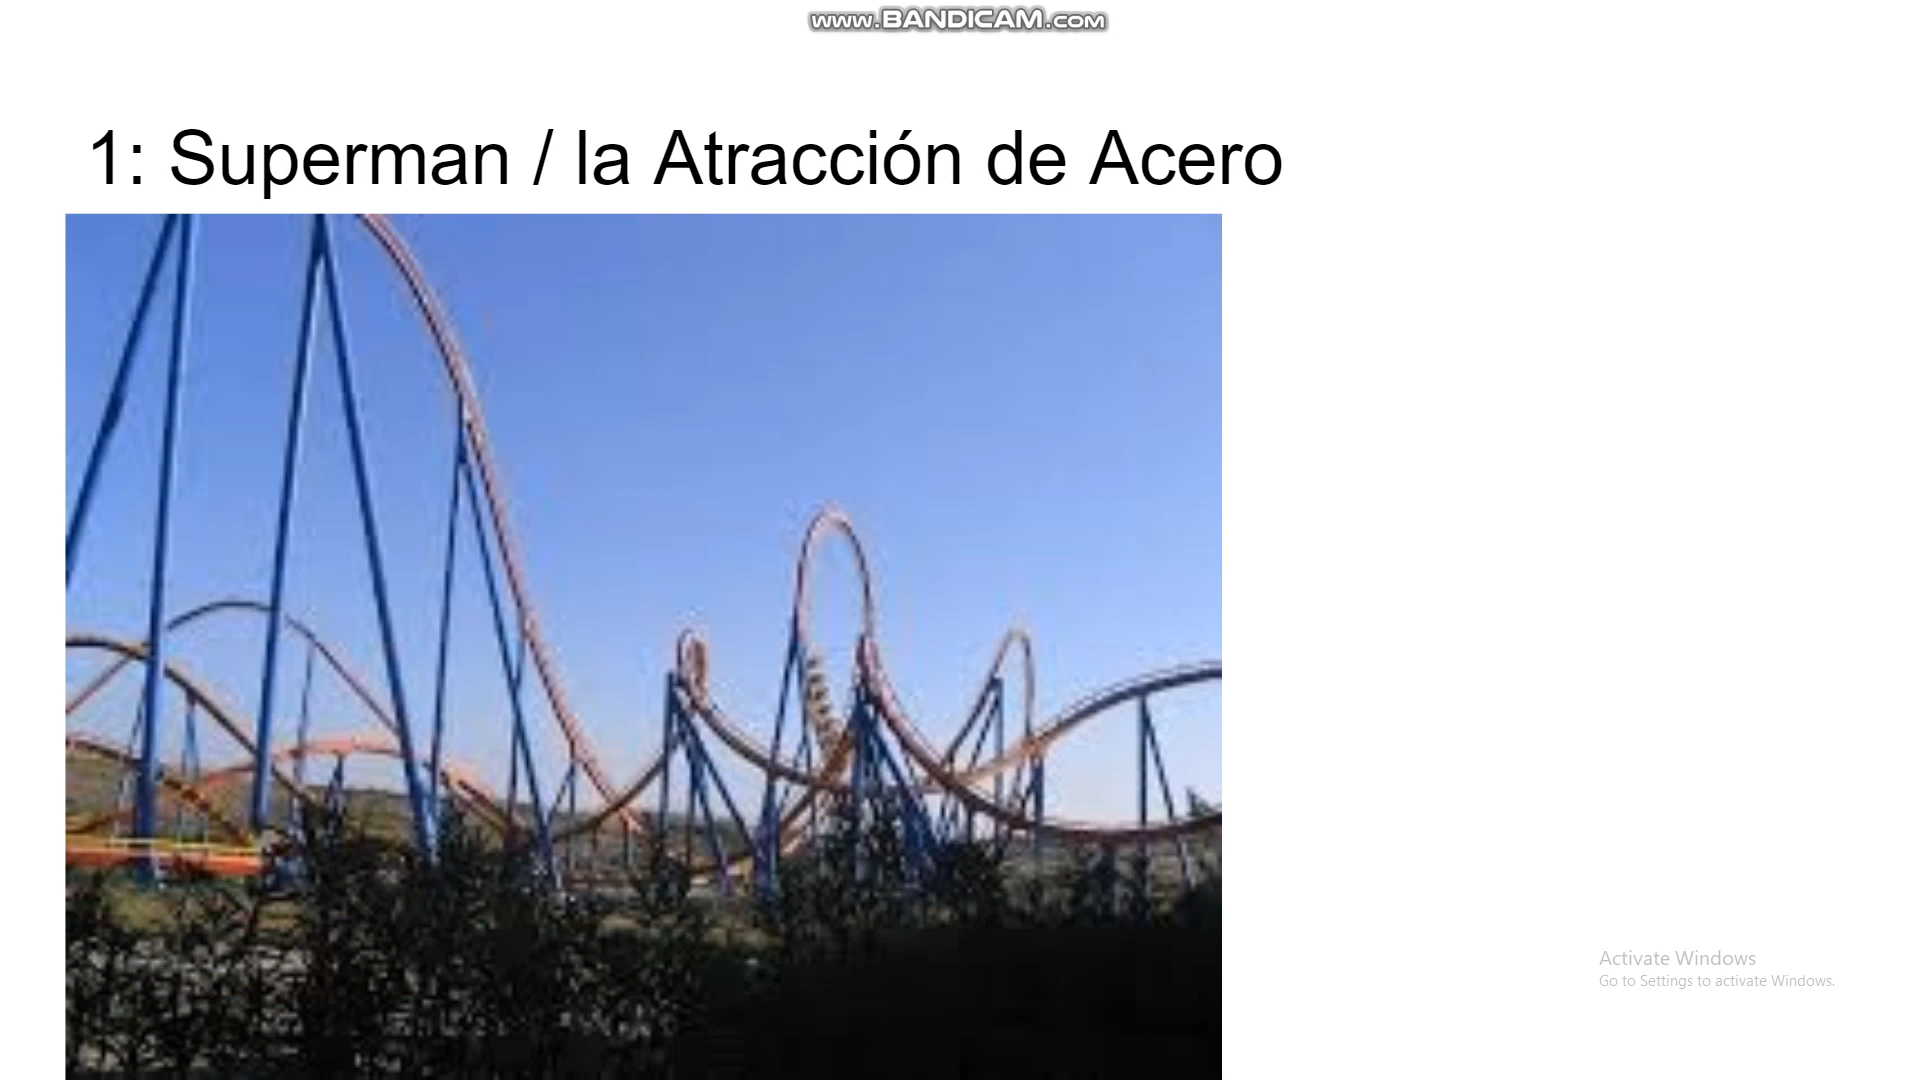 www.BANDICAM.com
1: Superman / la Atracción de Acero
Activate Windows
Go to Settings to activate Windows.